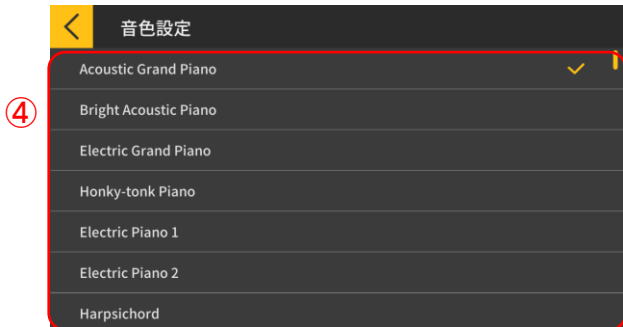 音色設定
Acoustic Grand Piano
④
Bright Acoustic Piano
Electric Grand Piano
Honky-tonk Piano
Electric Piano 1
Electric Piano 2
Harpsichord